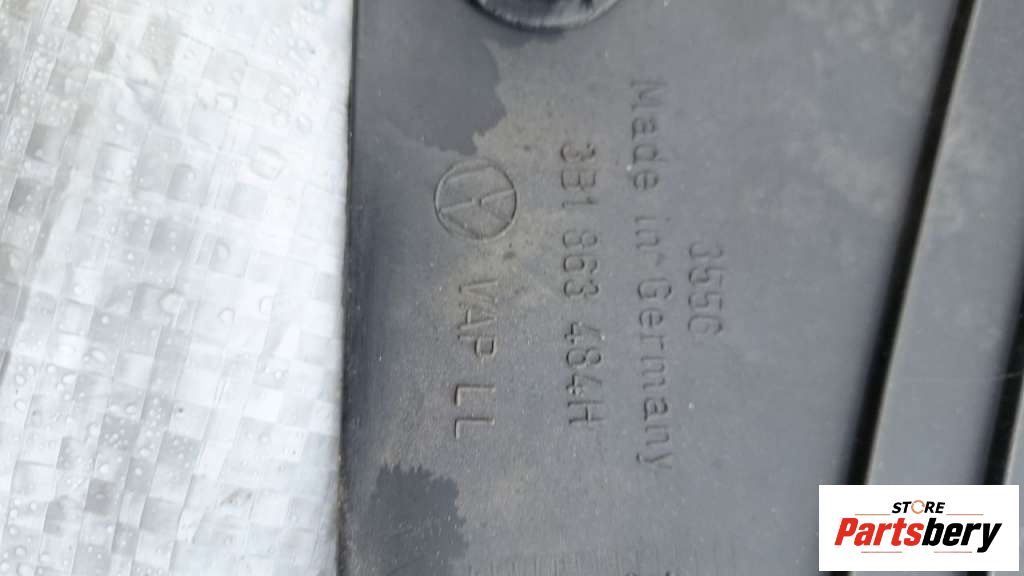 VAP LL
3B1 863 484H
Made in Germany
3556
STORE
Partsbery